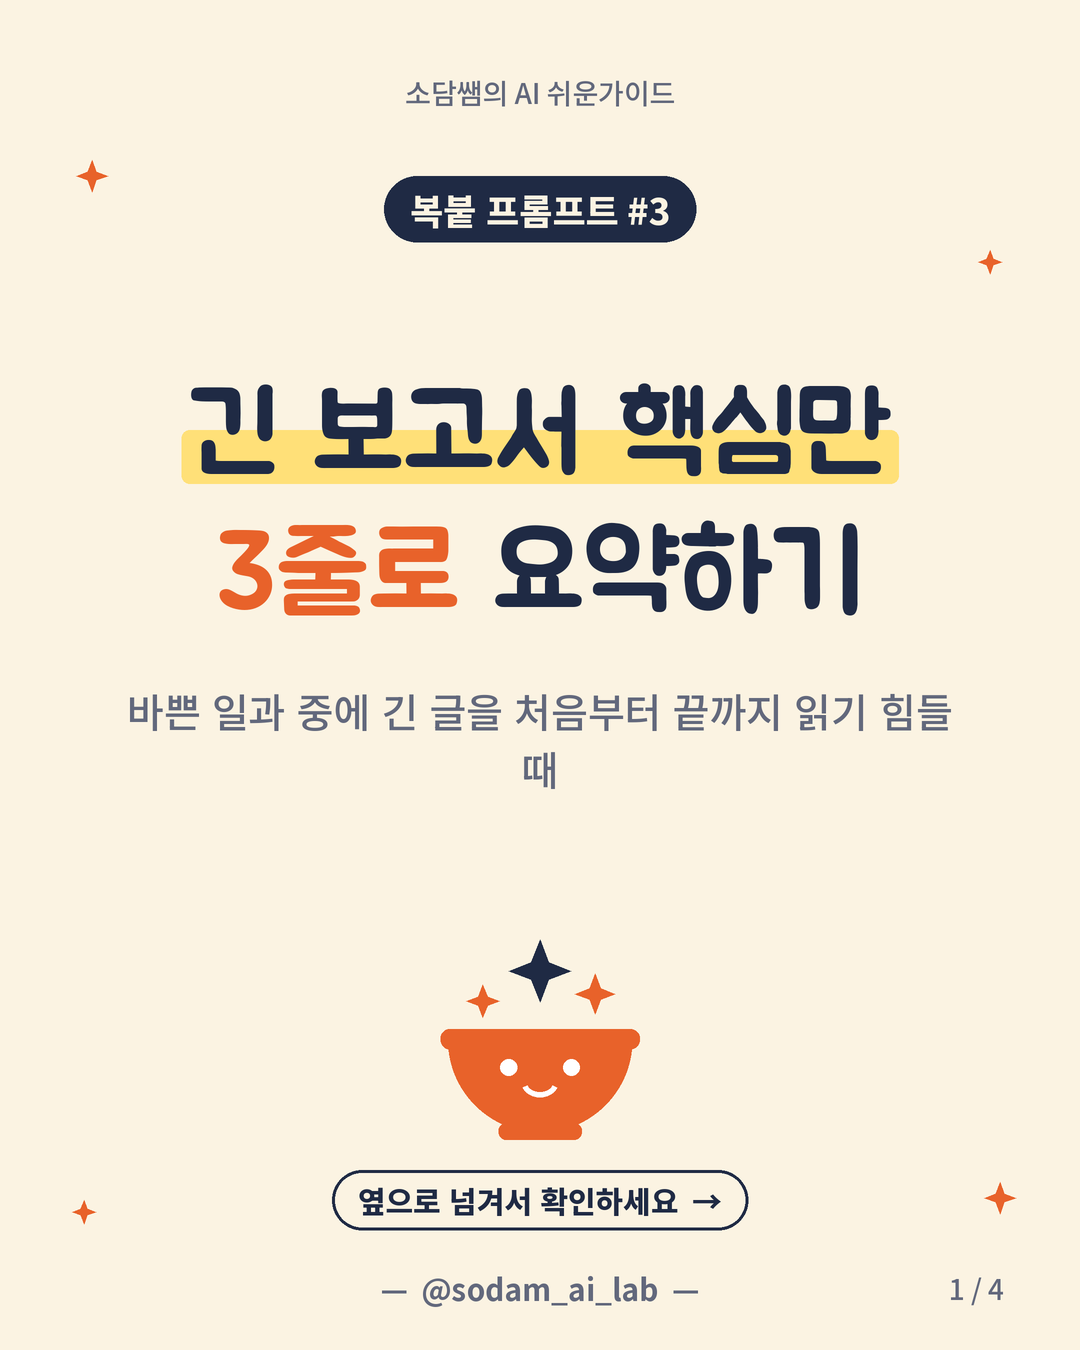 소담쌤의 AI 쉬운가이드
복붙 프롬프트 #3
긴 보고서 핵심만
3줄로 요약하기
바쁜 일과 중에 긴 글을 처음부터 끝까지 읽기 힘들
때
옆으로 넘겨서 확인하세요 →
— @sodam_ai_lab —
1 / 4